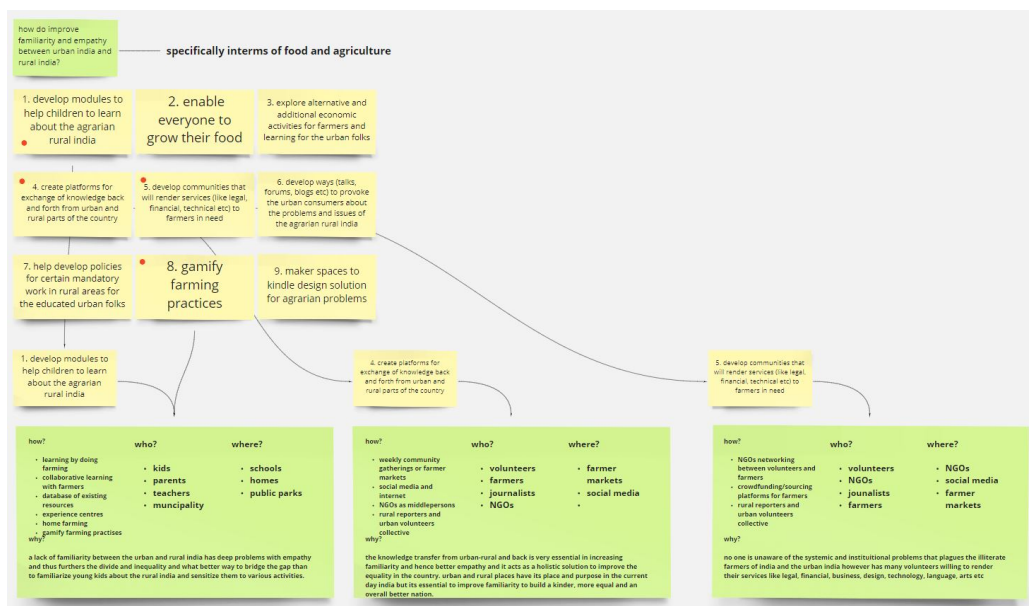 how do improve
familiarity and empathy
between urban india and
rural india?
specifically interms of food and agriculture
1. develop modules to
help children to learn
about the agrarian
rural india
2. enable
everyone to
grow their food
3. explore alternative and
additional economic
activities for farmers and
learning for the urban folks
4. create platforms for
exchange of knowledge back
and forth from urban and
rural parts of the country
5. develop communities that
will render services (like legal,
financial, technical etc) to
farmers in need
6. develop ways (talks,
forums, blogs etc) to provoke
the urban consumers about
the problems and issues of
the agrarian rural india
7. help develop policies
for certain mandatory
work in rural areas for
the educated urban folks
8. gamify
farming
practices
9. maker spaces to
kindle design solution
for agrarian problems
1. develop modules to
help children to learn
about the agrarian
rural india
4. create platforms for
exchange of knowledge back
and forth from urban and
rural parts of the country
5. develop communities that
will render services (like legal,
financial, technical etc) to
farmers in need
how?
• learning by doing
farming
• collaborative learning
with farmers
• database of existing
resources
• experience centres
• home farming
• gamify farming practises
who?
• kids
• parents
• teachers
• muncipality
where?
• schools
• homes
• public parks
why?
a lack of familiarity between the urban and rural india has deep problems with empathy
and thus furthers the divide and inequality and what better way to bridge the gap than
to familiarize young kids about the rural india and sensitize them to various activities.
how?
• weekly community
gatherings or farmer
markets
• social media and
internet
• NGOs as middlepersons
• rural reporters and
urban volunteers
collective
who?
• volunteers
• farmers
• journalists
• NGOs
where?
• farmer
markets
• social media
•
why?
the knowledge transfer from urban-rural and back is very essential in increasing
familiarity and hence better empathy and it acts as a holistic solution to improve the
equality in the country. urban and rural places have its place and purpose in the current
day india but its essential to improve familiarity to build a kinder, more equal and an
overall better nation.
how?
• NGOs networking
between volunteers and
farmers
• crowdfunding/sourcing
platforms for farmers
• rural reporters and
urban volunteers
collective
who?
• volunteers
• NGOs
• jounalists
• farmers
where?
• NGOs
• social media
• farmer
markets
why?
no one is unaware of the systemic and instituitional problems that plagues the illiterate
farmers of india and the urban india however has many volunteers willing to render
their services like legal, financial, business, design, technology, language, arts etc